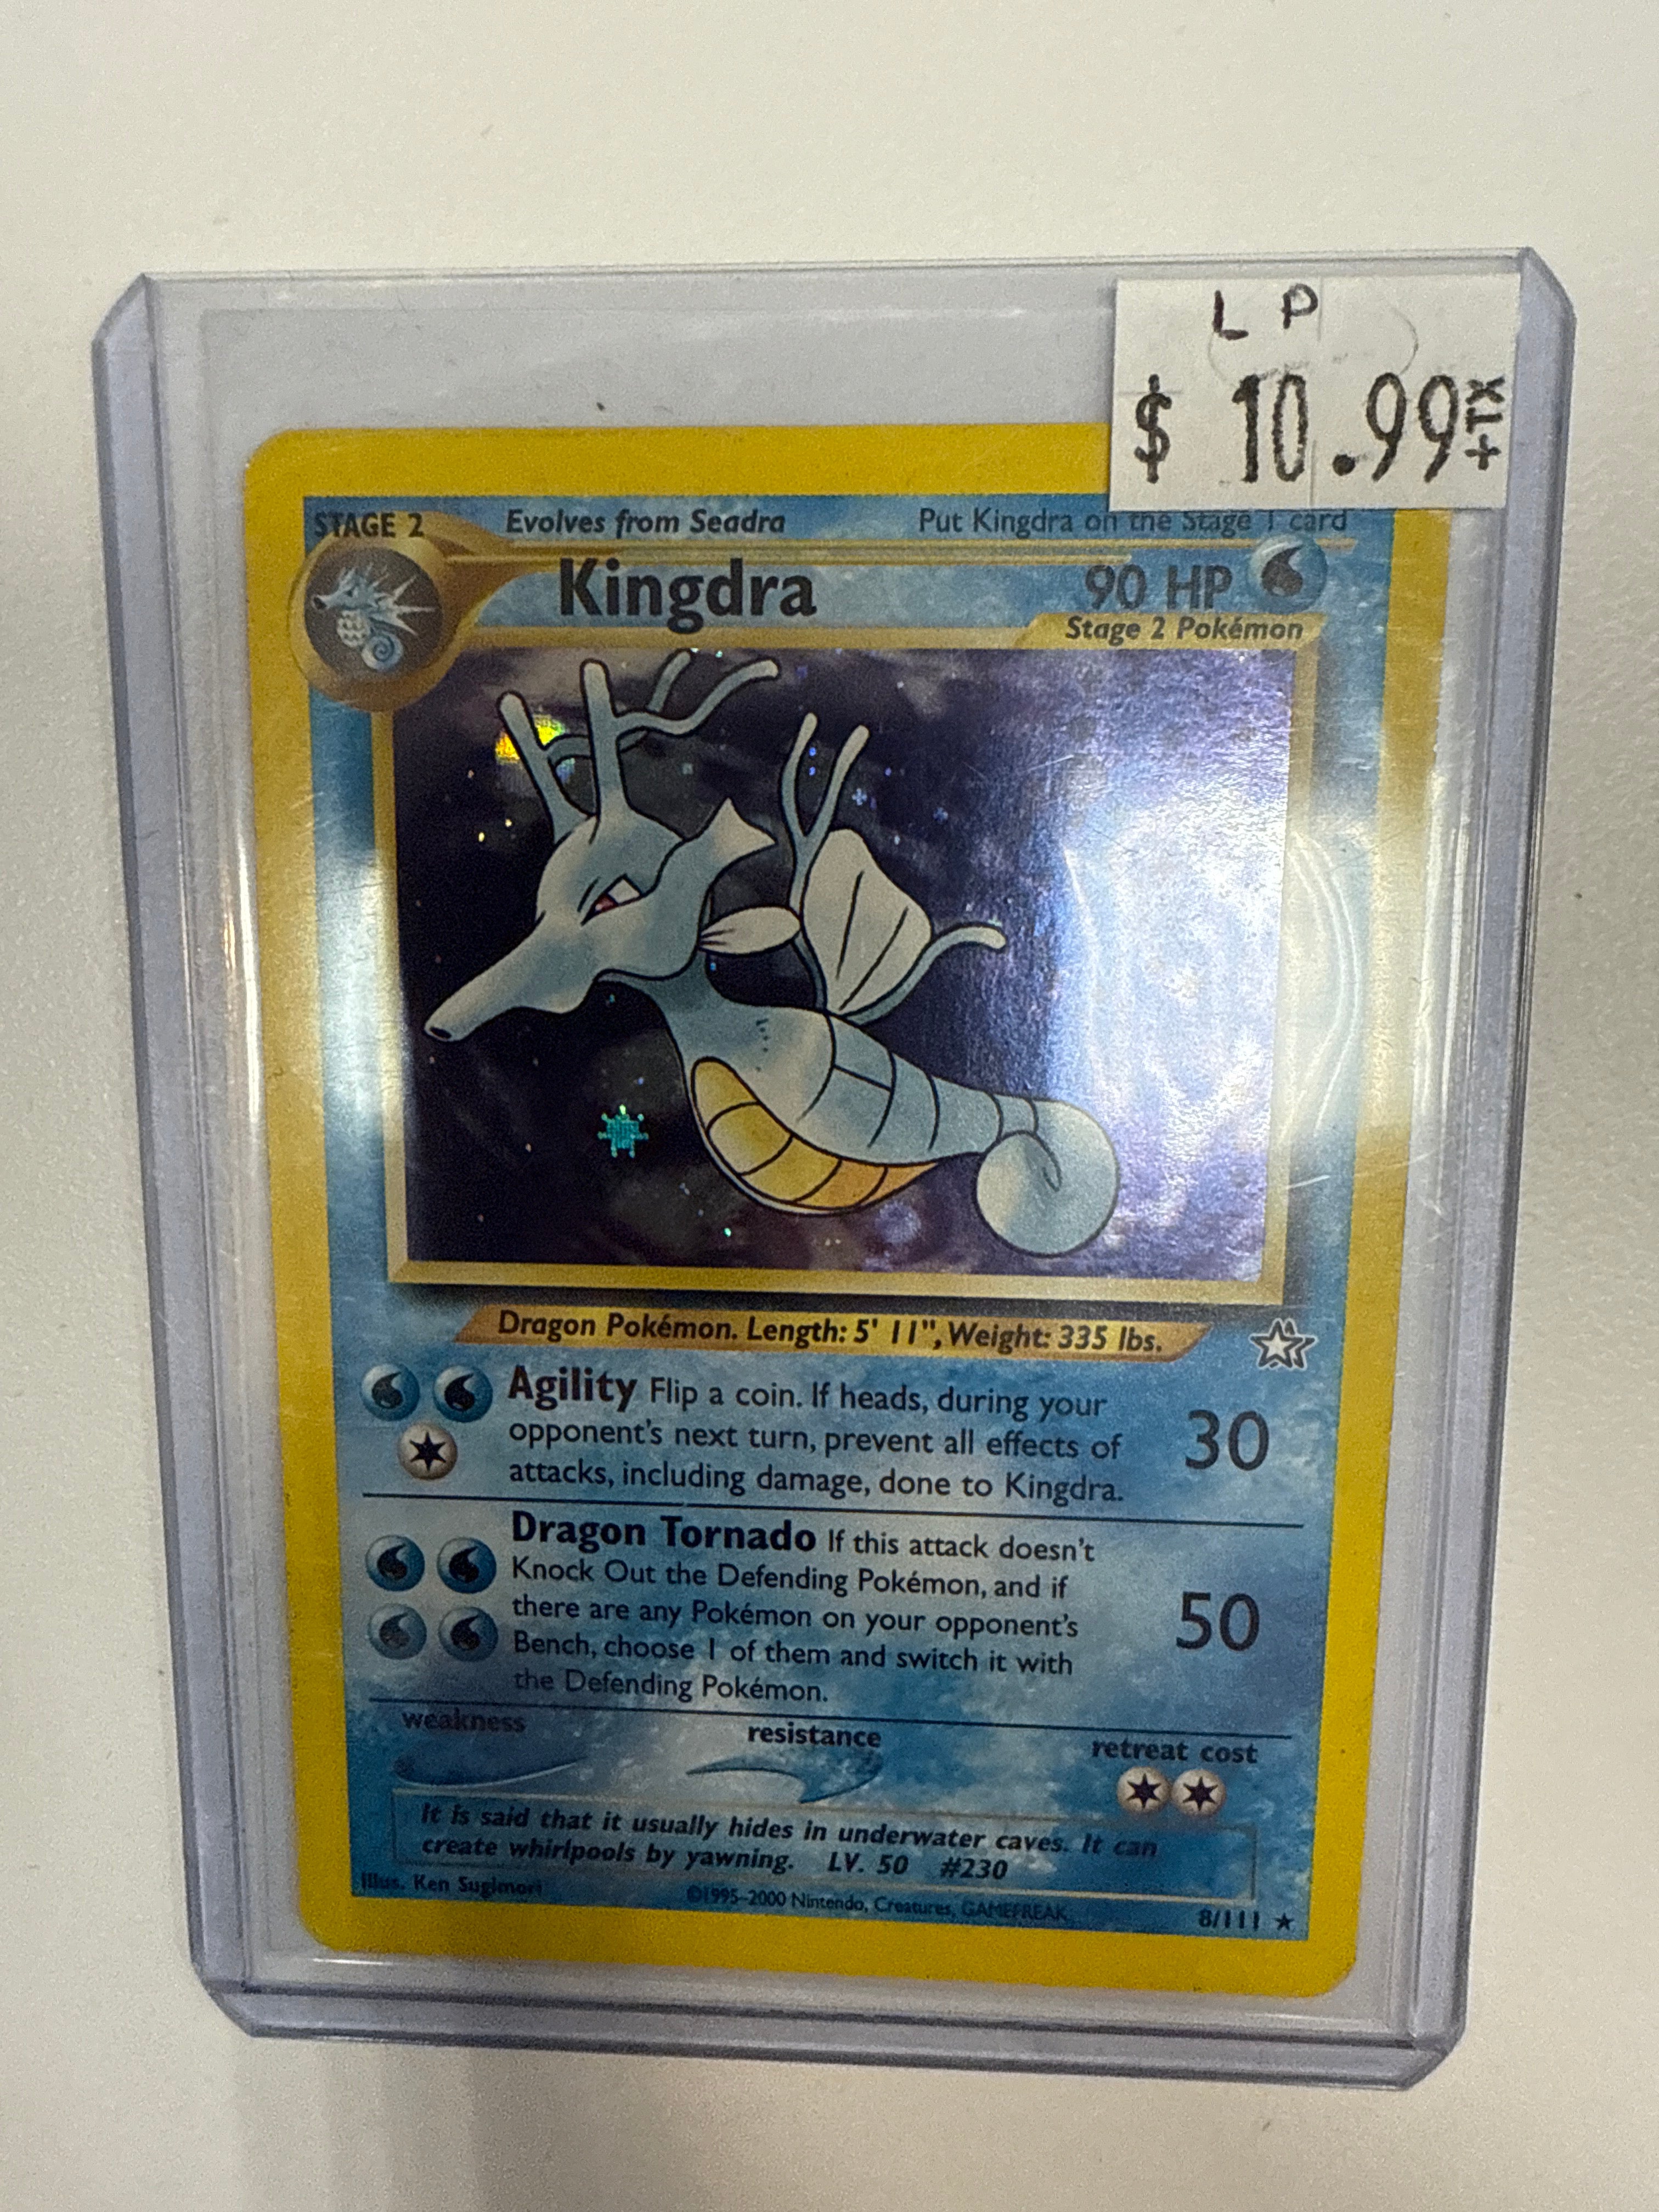 L P
$ 10.99 +TX
STAGE 2 Evolves from Seadra Put Kingdra on the Stage 1 card
Kingdra 90 HP
Stage 2 Pokémon
Dragon Pokémon. Length: 5' 11", Weight: 335 lbs.
Agility Flip a coin. If heads, during your
opponent's next turn, prevent all effects of
attacks, including damage, done to Kingdra.
30
Dragon Tornado If this attack doesn't
Knock Out the Defending Pokémon, and if
there are any Pokémon on your opponent's
Bench, choose 1 of them and switch it with
the Defending Pokémon.
50
weakness resistance retreat cost
It is said that it usually hides in underwater caves. It can
create whirlpools by yawning. LV. 50 #230
Illus. Ken Sugimori ©1995-2000 Nintendo, Creatures, GAMEFREAK. 8/111 ★